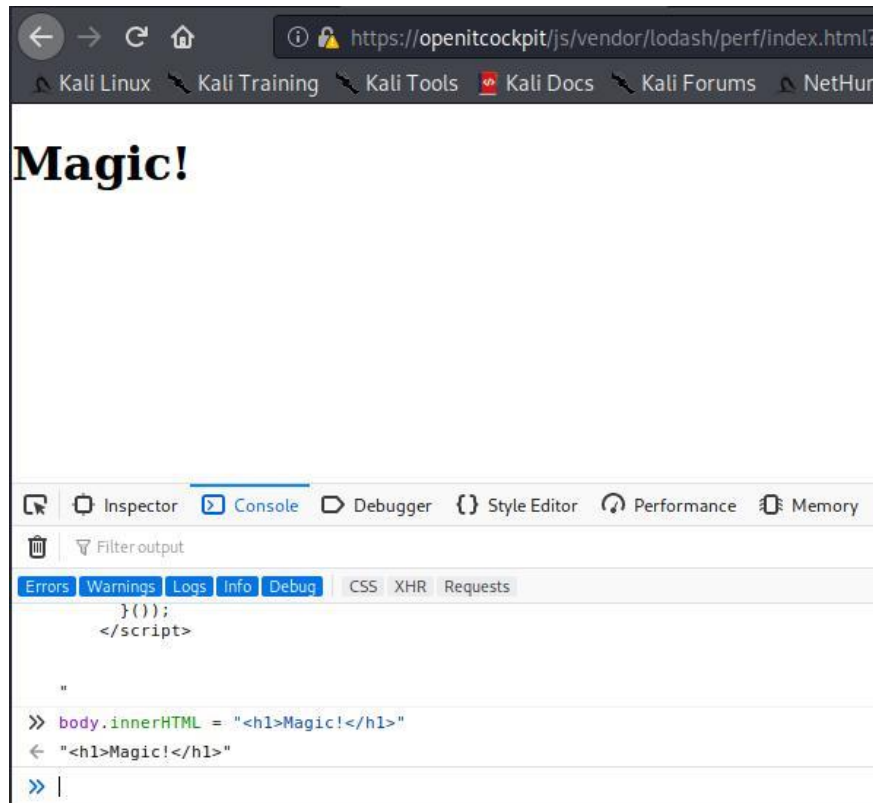 https://openitcockpit/js/vendor/lodash/perf/index.html?
Kali Linux Kali Training Kali Tools Kali Docs Kali Forums NetHun
Magic!
Inspector Console Debugger {} Style Editor Performance Memory
Filter output
Errors Warnings Logs Info Debug CSS XHR Requests
}());
</script>
"
» body.innerHTML = "<h1>Magic!</h1>"
← "<h1>Magic!</h1>"
»